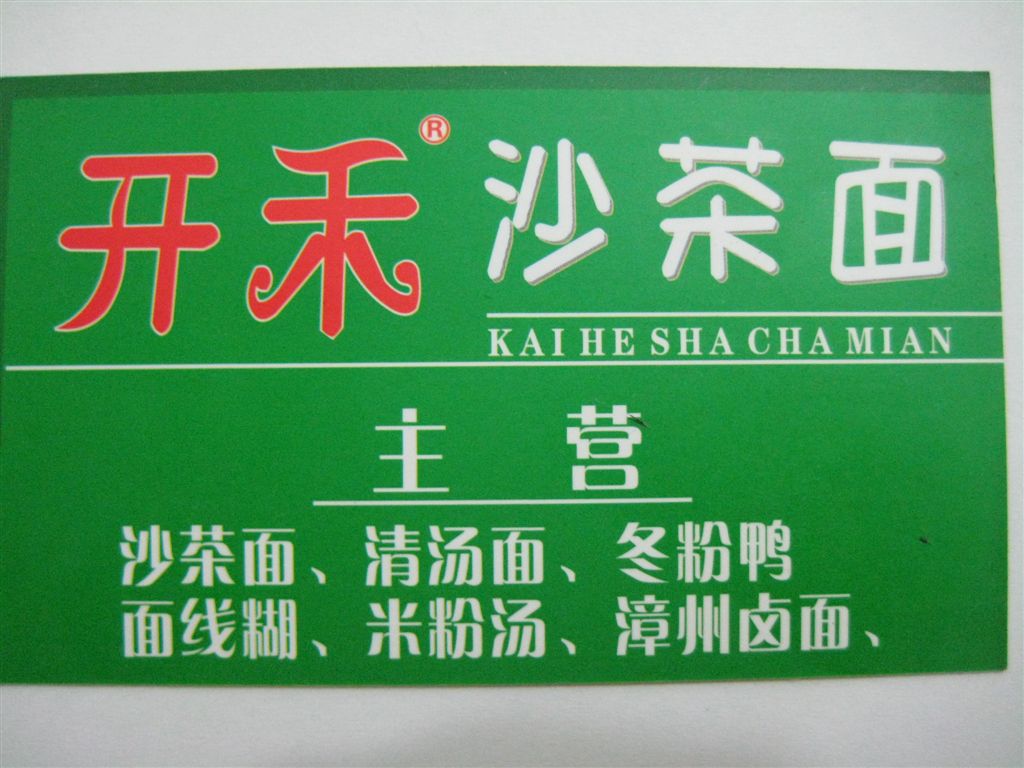 开禾® 沙茶面
KAI HE SHA CHA MIAN
主营
沙茶面、清汤面、冬粉鸭
面线糊、米粉汤、漳州卤面、